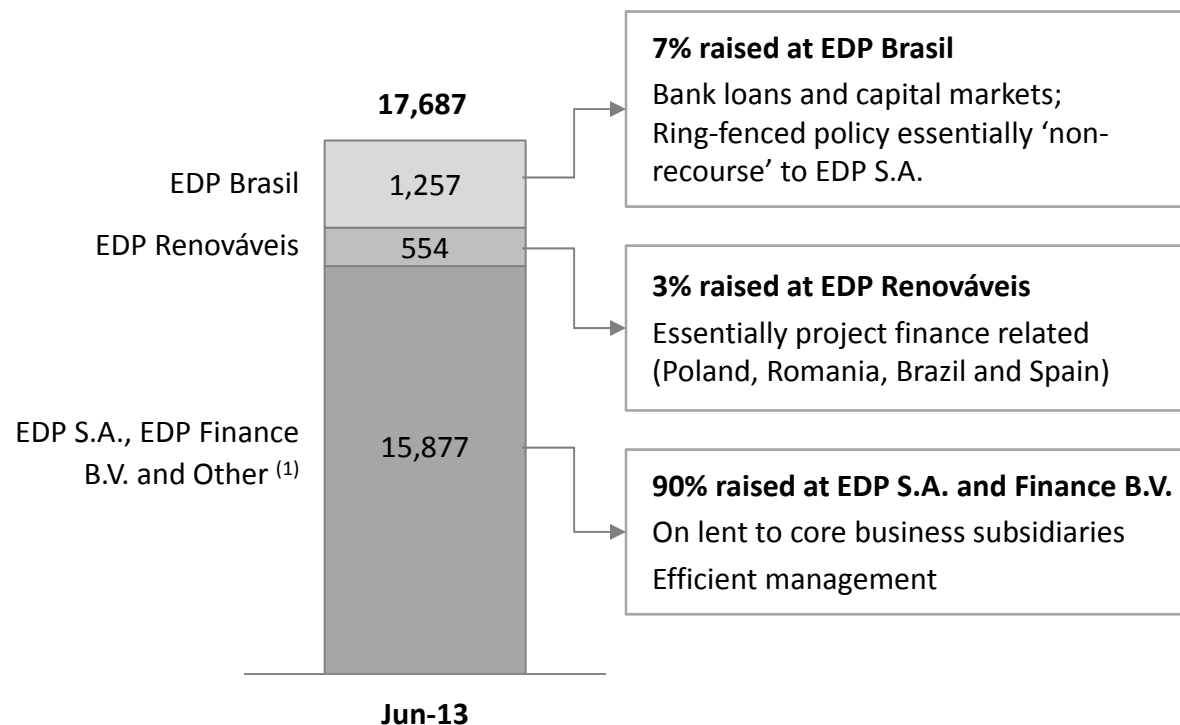 17,687
EDP Brasil
1,257
EDP Renováveis
554
EDP S.A., EDP Finance
B.V. and Other (1)
15,877
Jun-13
7% raised at EDP Brasil
Bank loans and capital markets;
Ring-fenced policy essentially ‘non-
recourse’ to EDP S.A.
3% raised at EDP Renováveis
Essentially project finance related
(Poland, Romania, Brazil and Spain)
90% raised at EDP S.A. and Finance B.V.
On lent to core business subsidiaries
Efficient management